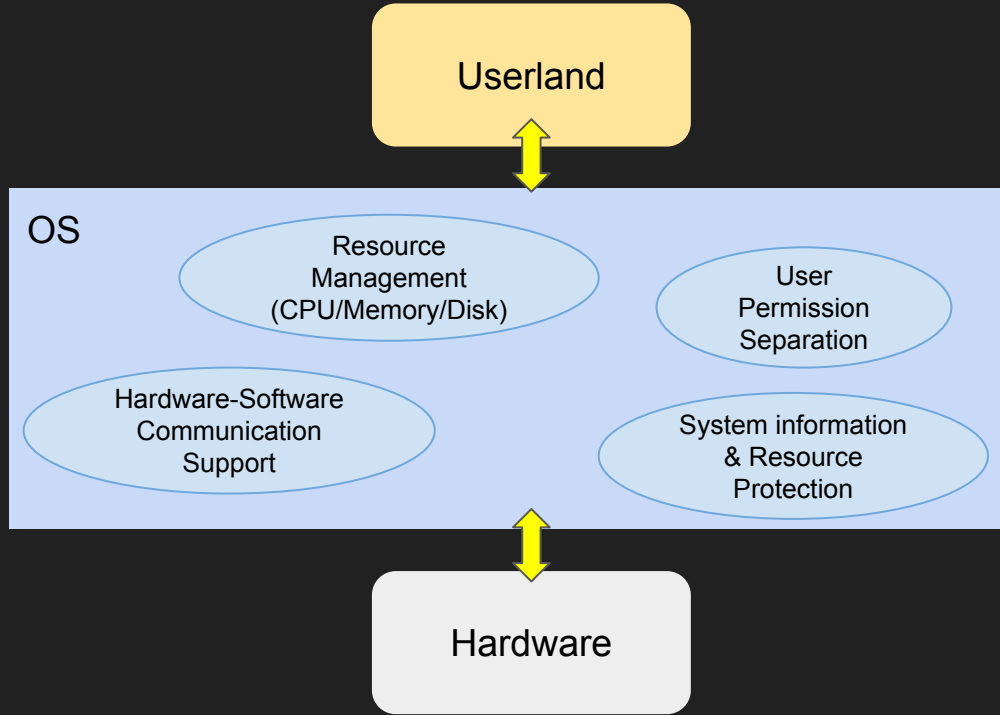 Userland
OS
Resource
Management
(CPU/Memory/Disk)
User
Permission
Separation
Hardware-Software
Communication
Support
System information
& Resource
Protection
Hardware